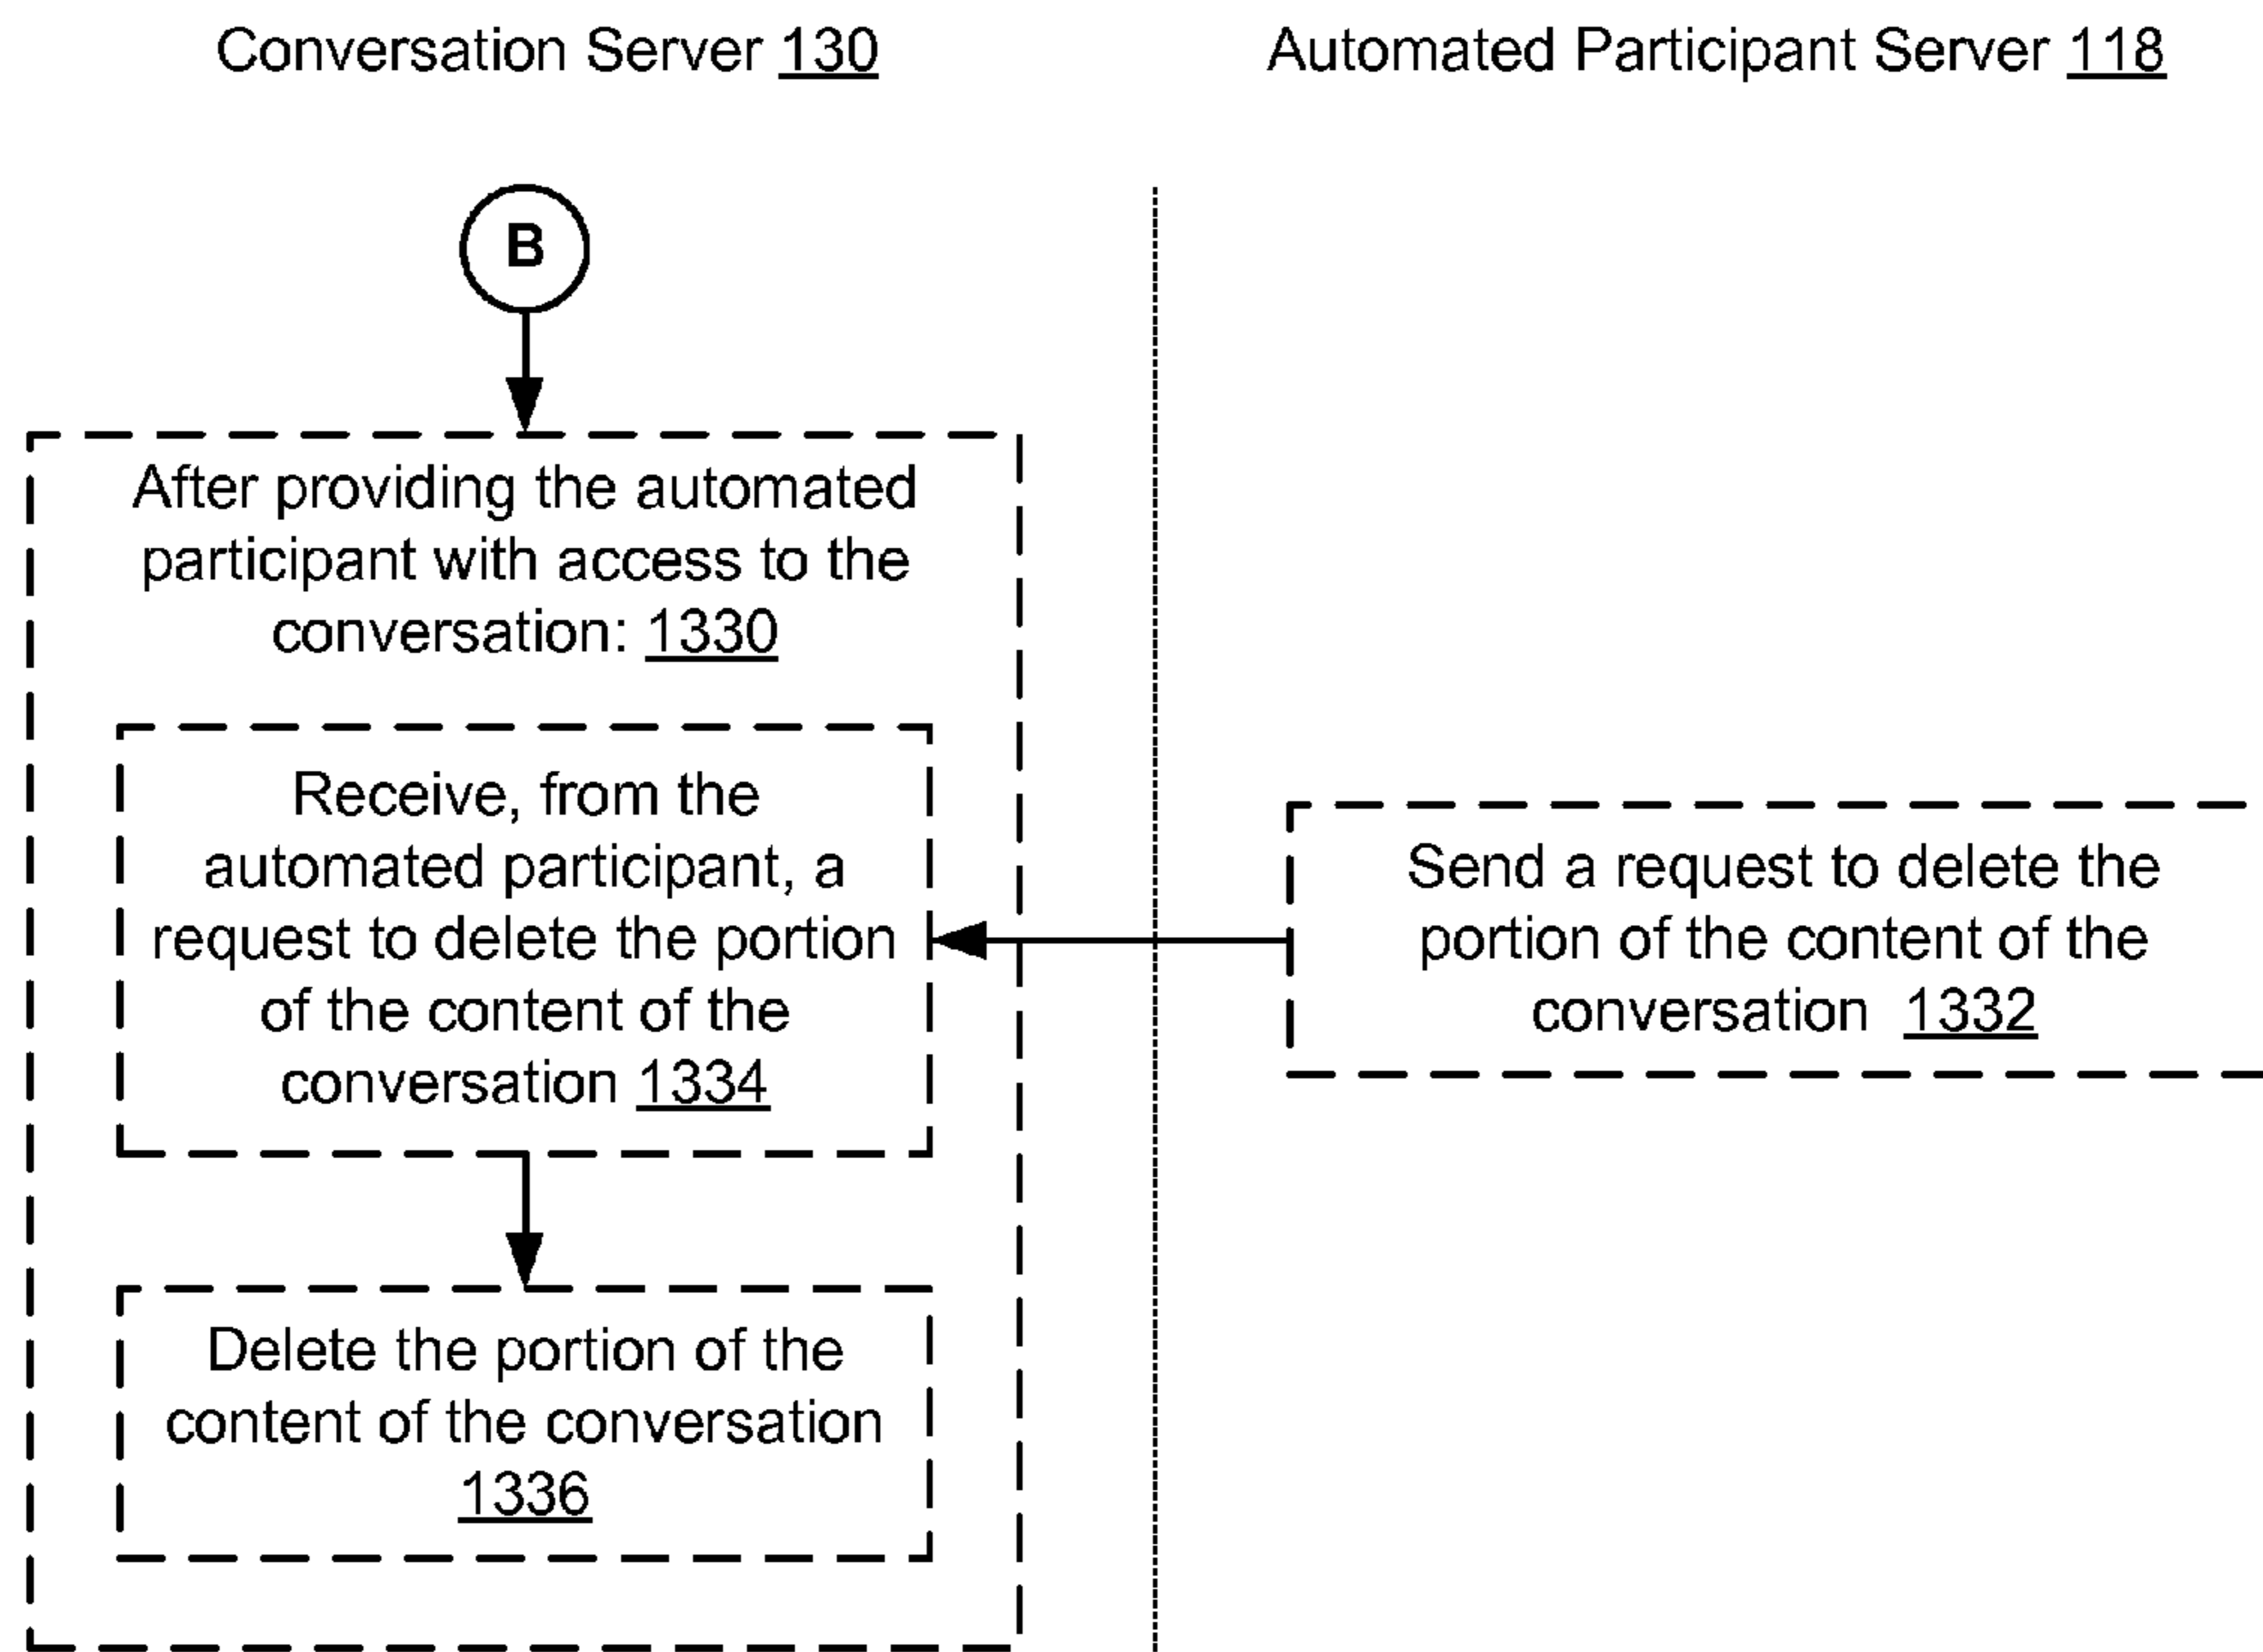 Conversation Server 130
Automated Participant Server 118
B
After providing the automated
participant with access to the
conversation: 1330
Receive, from the
automated participant, a
request to delete the portion
of the content of the
conversation 1334
Send a request to delete the
portion of the content of the
conversation 1332
Delete the portion of the
content of the conversation
1336